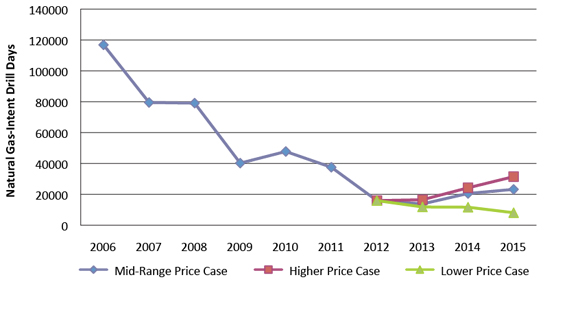 Natural Gas-Intent Drill Days
140000
120000
100000
80000
60000
40000
20000
0
2006 2007 2008 2009 2010 2011 2012 2013 2014 2015
Mid-Range Price Case Higher Price Case Lower Price Case